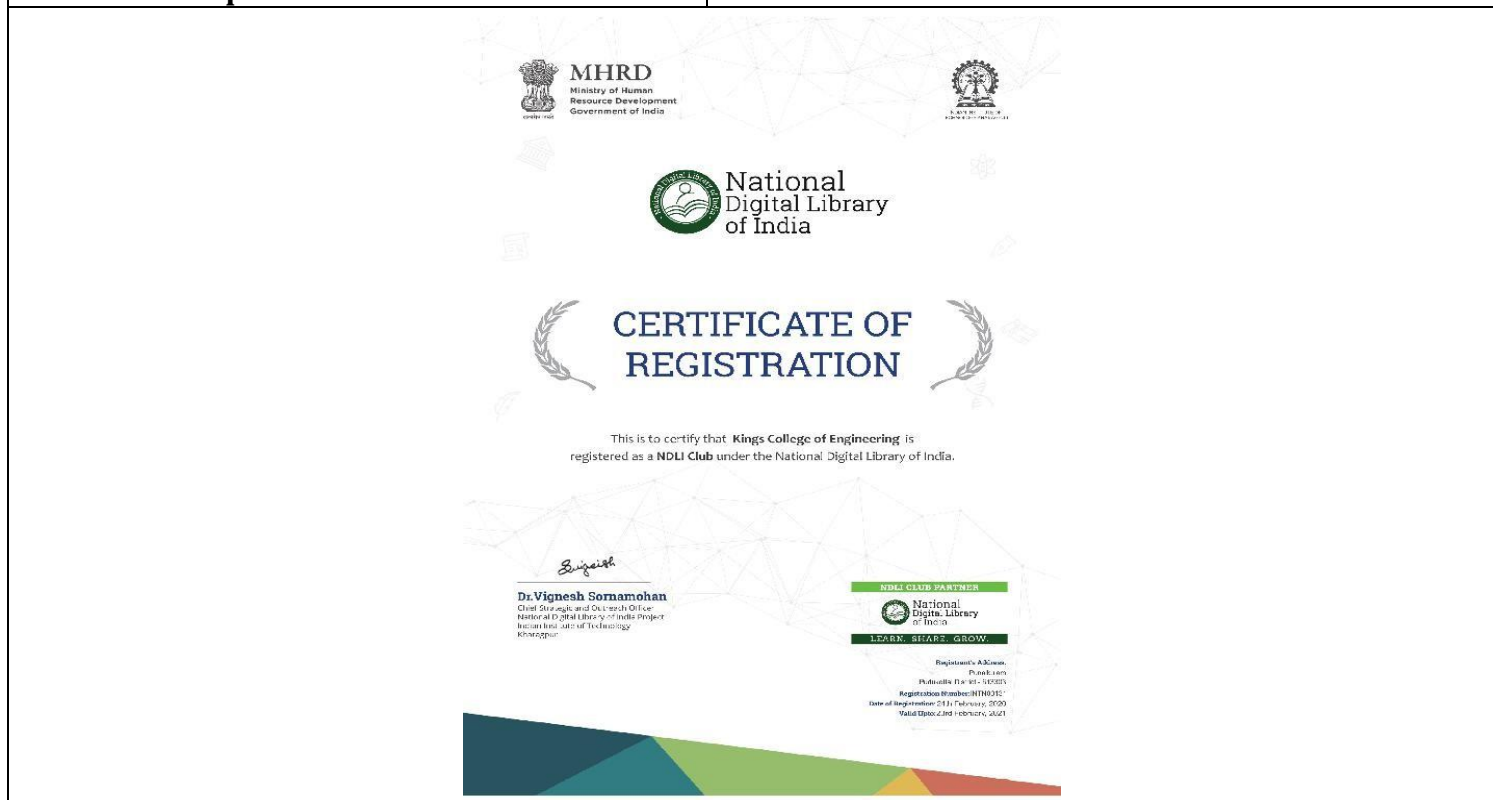 MHRD
Ministry of Human
Resource Development
Government of India
National
Digital Library
of India
CERTIFICATE OF
REGISTRATION
This is to certify that Kings College of Engineering is
registered as a NDLI Club under the National Digital Library of India.
Dr.Vignesh Sornamohan
Chief Strategic and Outreach Officer
National Digital Library of India Project
Indian Institute of Technology
Kharagpur
NDLI CLUB PARTNER
National
Digital Library
of India
LEARN. SHARE. GROW.
Registrant's Address:
District -
Registration Number:
Date of Registration: 24th February, 2020
Valid Upto: 23rd February, 2021